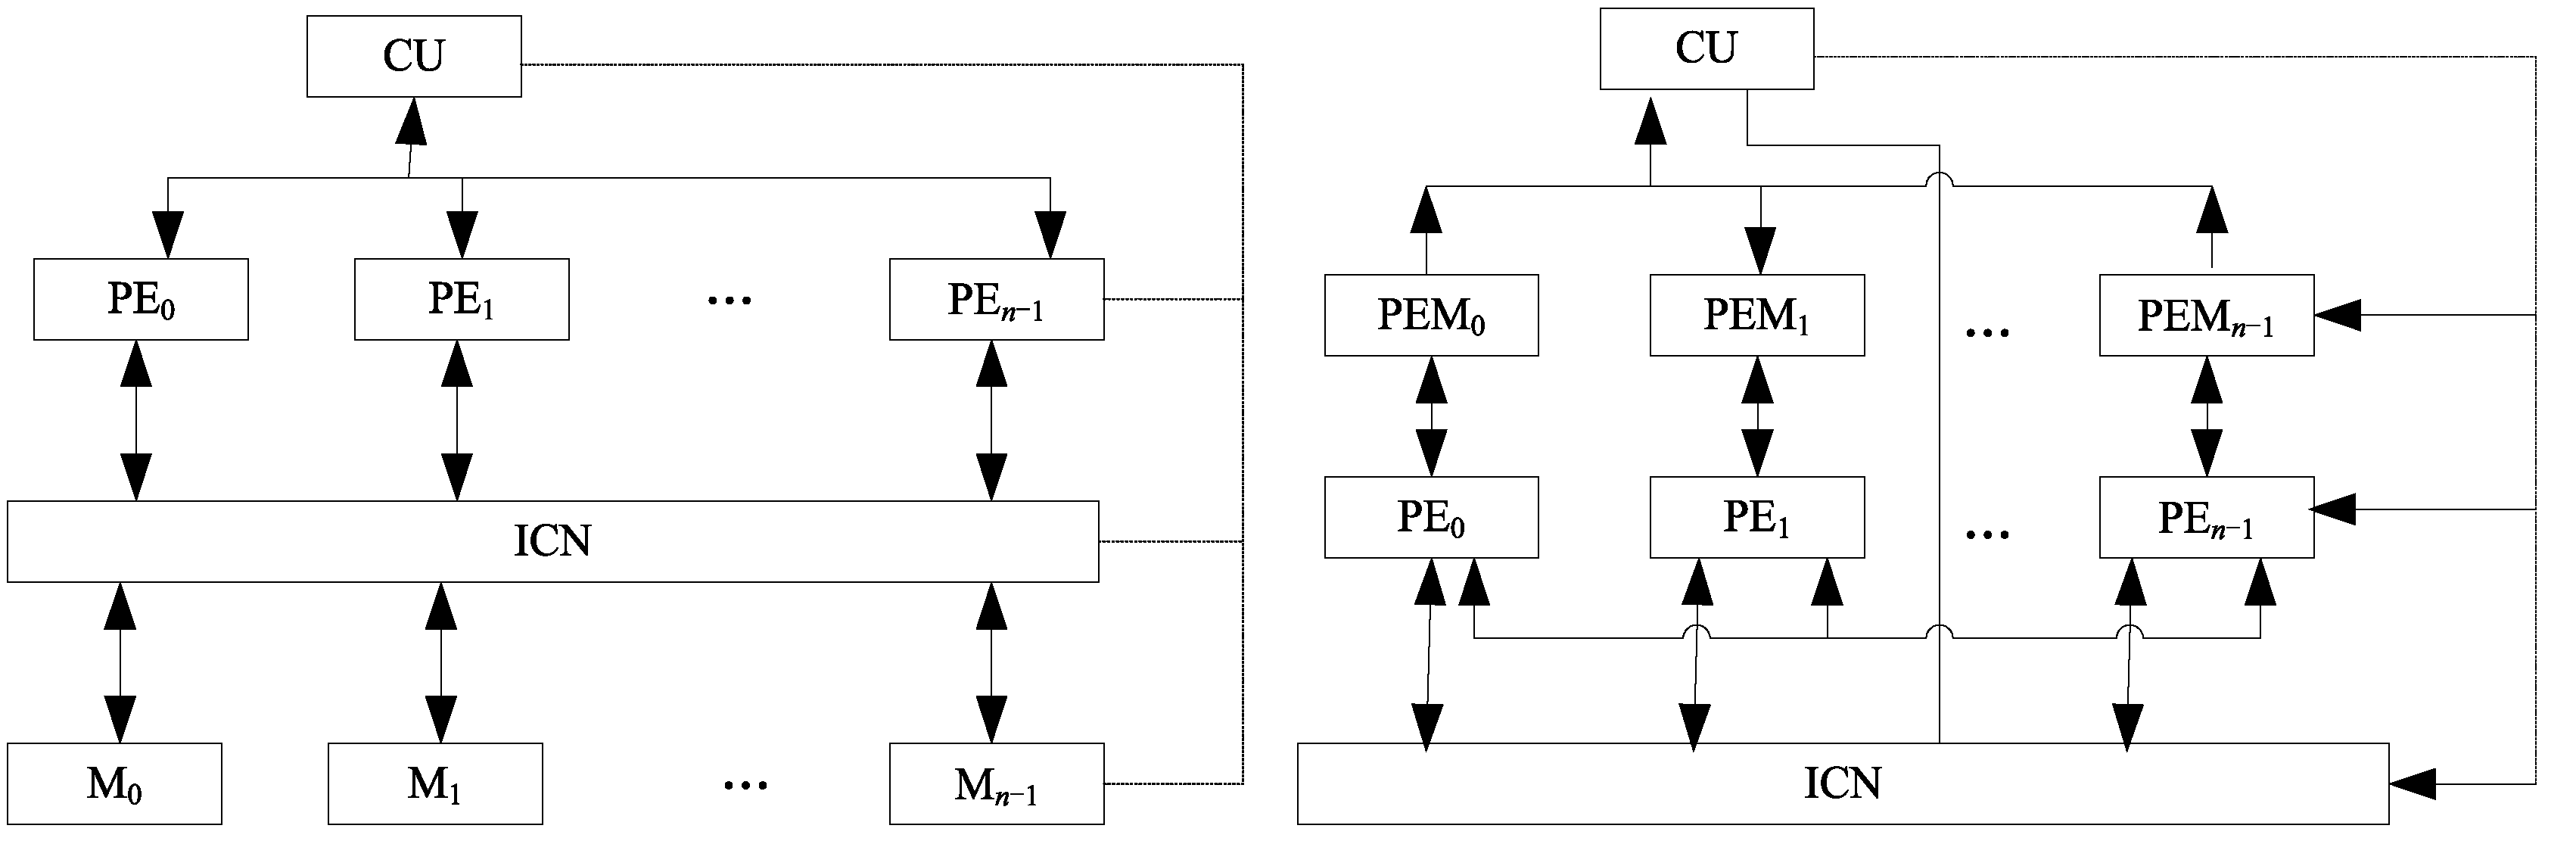 CU
PE0 PE1 ... PEn−1
ICN
M0 M1 ... Mn−1
CU
PEM0 PEM1 ... PEMn−1
PE0 PE1 ... PEn−1
ICN